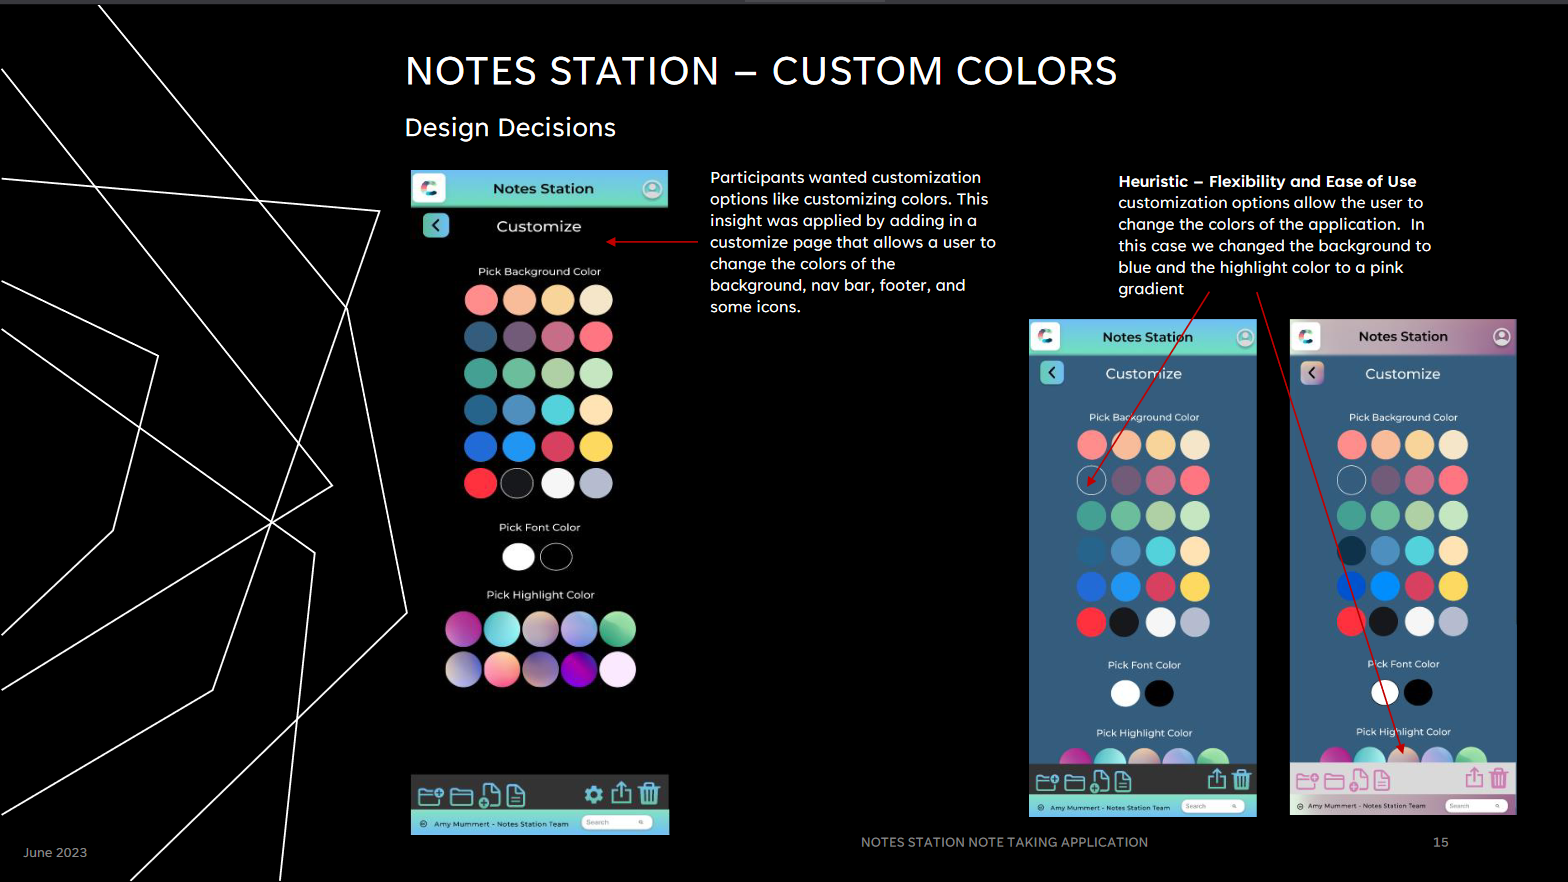 NOTES STATION – CUSTOM COLORS
Design Decisions
Notes Station
Customize
Pick Background Color
Pick Font Color
Pick Highlight Color
Amy Mummert - Notes Station Team
Search
Participants wanted customization
options like customizing colors. This
insight was applied by adding in a
customize page that allows a user to
change the colors of the
background, nav bar, footer, and
some icons.
Heuristic – Flexibility and Ease of Use
customization options allow the user to
change the colors of the application.  In
this case we changed the background to
blue and the highlight color to a pink
gradient
Notes Station
Customize
Pick Background Color
Pick Font Color
Pick Highlight Color
Amy Mummert - Notes Station Team
Search
Notes Station
Customize
Pick Background Color
Pick Font Color
Pick Highlight Color
Amy Mummert - Notes Station Team
Search
June 2023
NOTES STATION NOTE TAKING APPLICATION
15